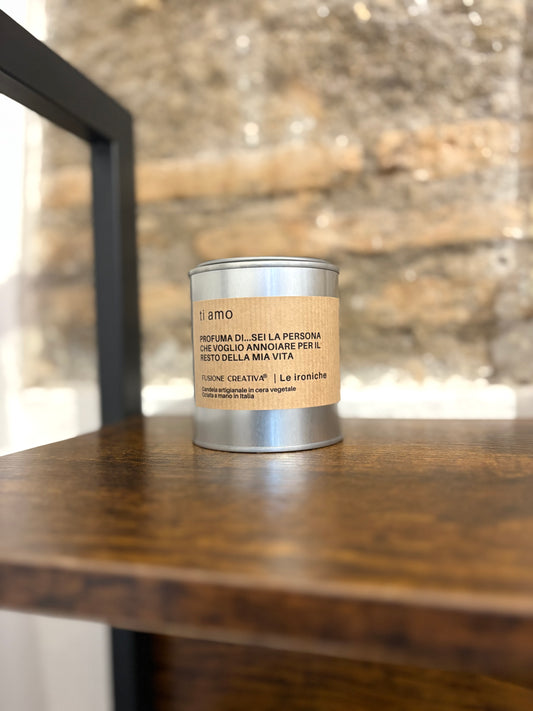 ti amo
PROFUMA DI...SEI LA PERSONA
CHE VOGLIO ANNOIARE PER IL
RESTO DELLA MIA VITA
FUSIONE CREATIVA® | Le ironiche
Candela artigianale in cera vegetale
Creata a mano in Italia